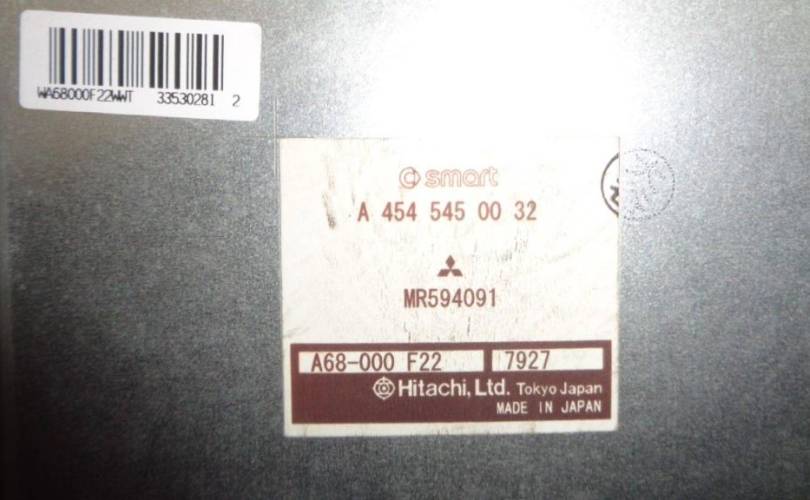 WA68000F22WWT 33530281 2
smart
A 454 545 00 32
MR594091
A68-000 F22 7927
Hitachi, Ltd. Tokyo Japan
MADE IN JAPAN